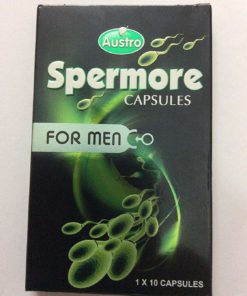 Austro
Spermore
CAPSULES
FOR MEN
1 X 10 CAPSULES